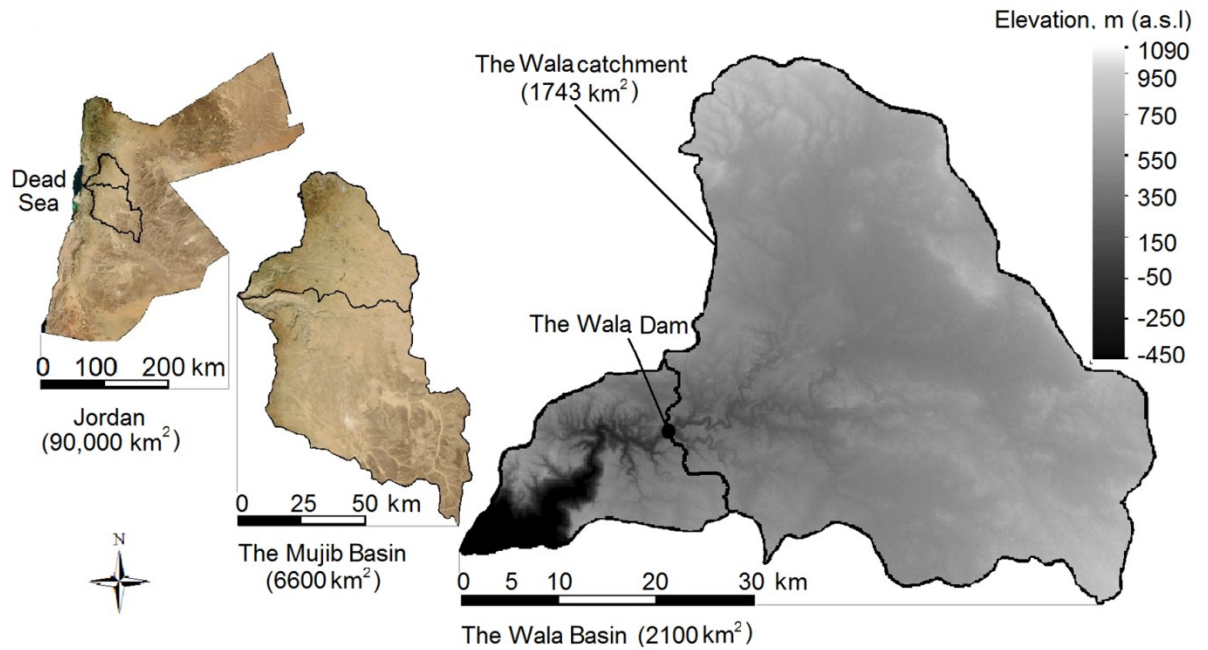 Elevation, m (a.s.l)
1090
950
750
550
350
150
-50
-250
-450
The Wala catchment
(1743 km²)
Dead
Sea
The Wala Dam
0 100 200 km
Jordan
(90,000 km²)
0 25 50 km
The Mujib Basin
(6600 km²)
N
0 5 10 20 30 km
The Wala Basin (2100 km²)